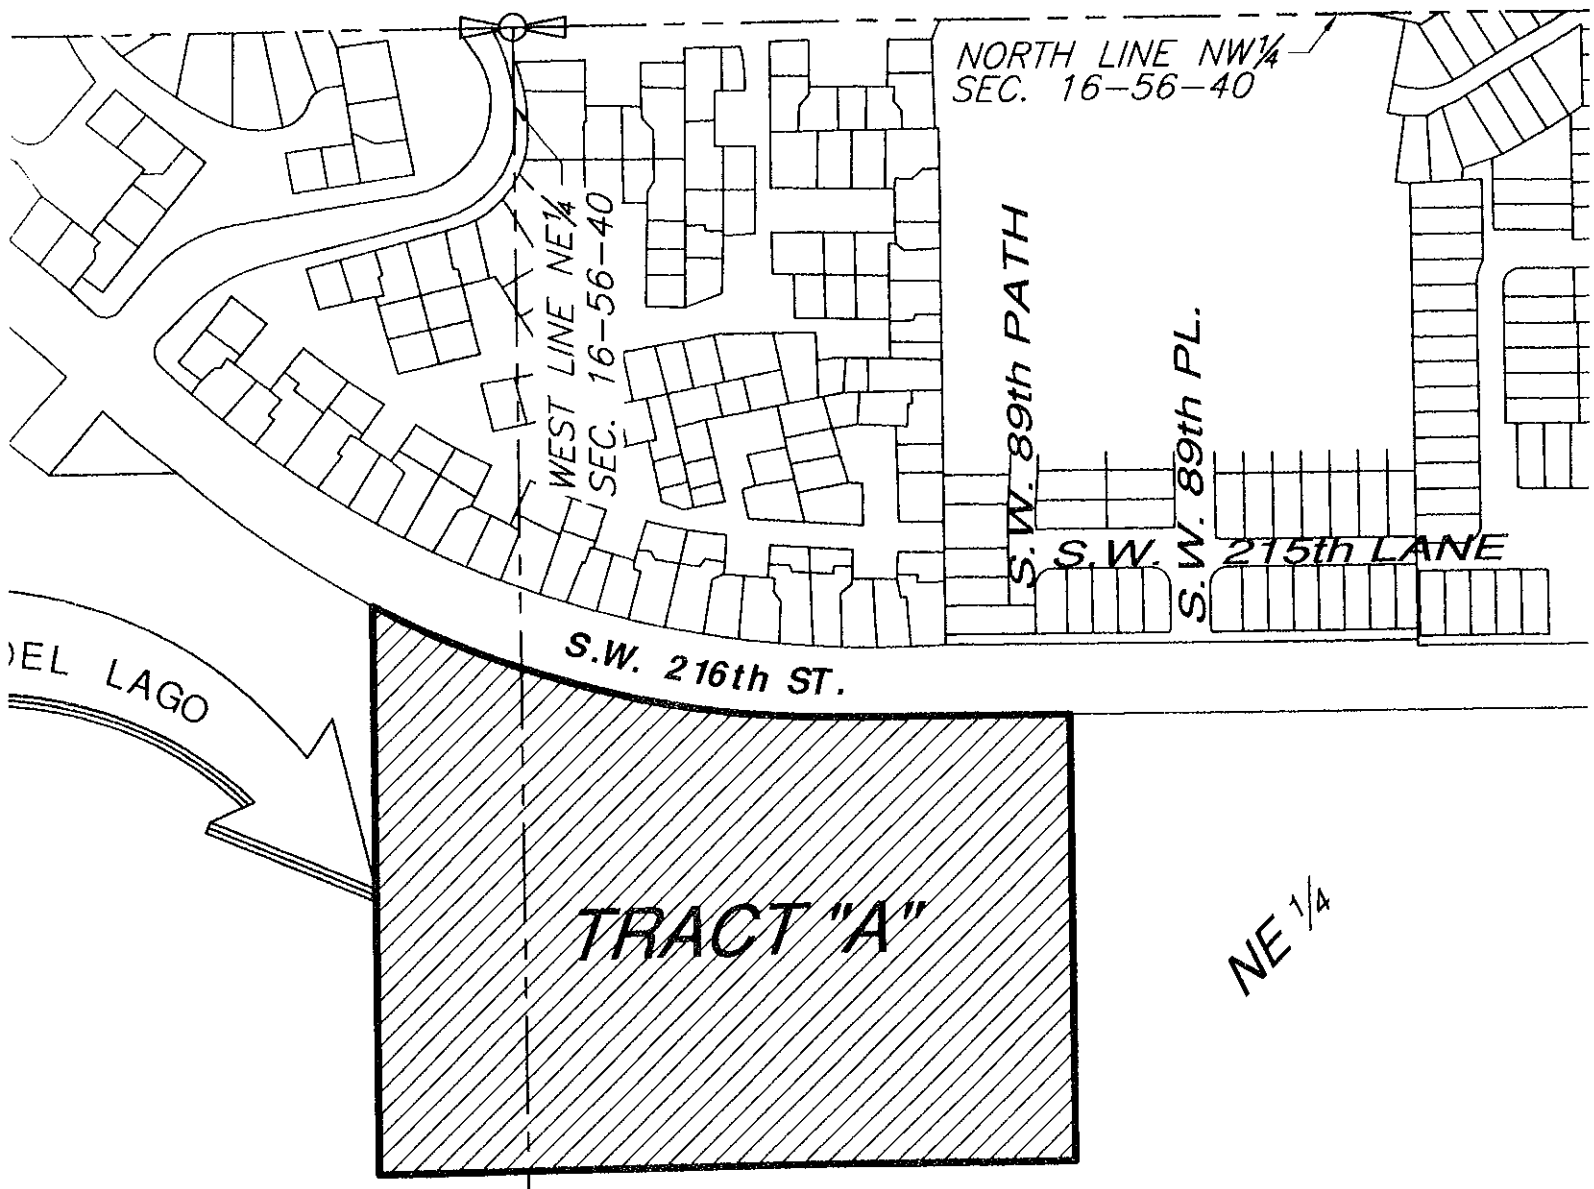 NORTH LINE NW1/4
SEC. 16-56-40
WEST LINE NE1/4
SEC. 16-56-40
S.W. 89th PATH
S.W. 89th PL.
S.W. 215th LANE
S.W. 216th ST.
DEL LAGO
TRACT "A"
NE 1/4